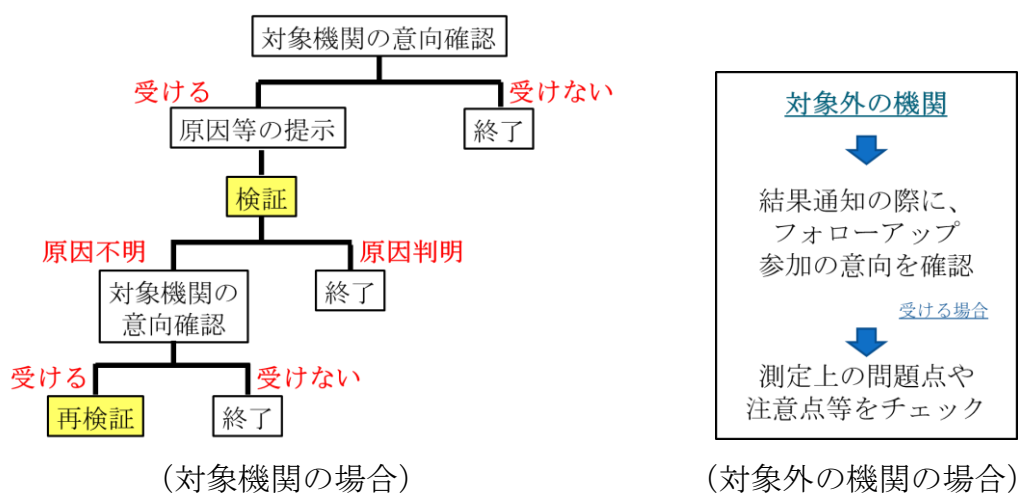 対象機関の意向確認
受ける
受けない
原因等の提示
終了
検証
原因不明
原因判明
対象機関の
意向確認
終了
受ける
受けない
再検証
終了
(対象機関の場合)
対象外の機関
結果通知の際に、
フォローアップ
参加の意向を確認
受ける場合
測定上の問題点や
注意点等をチェック
(対象外の機関の場合)